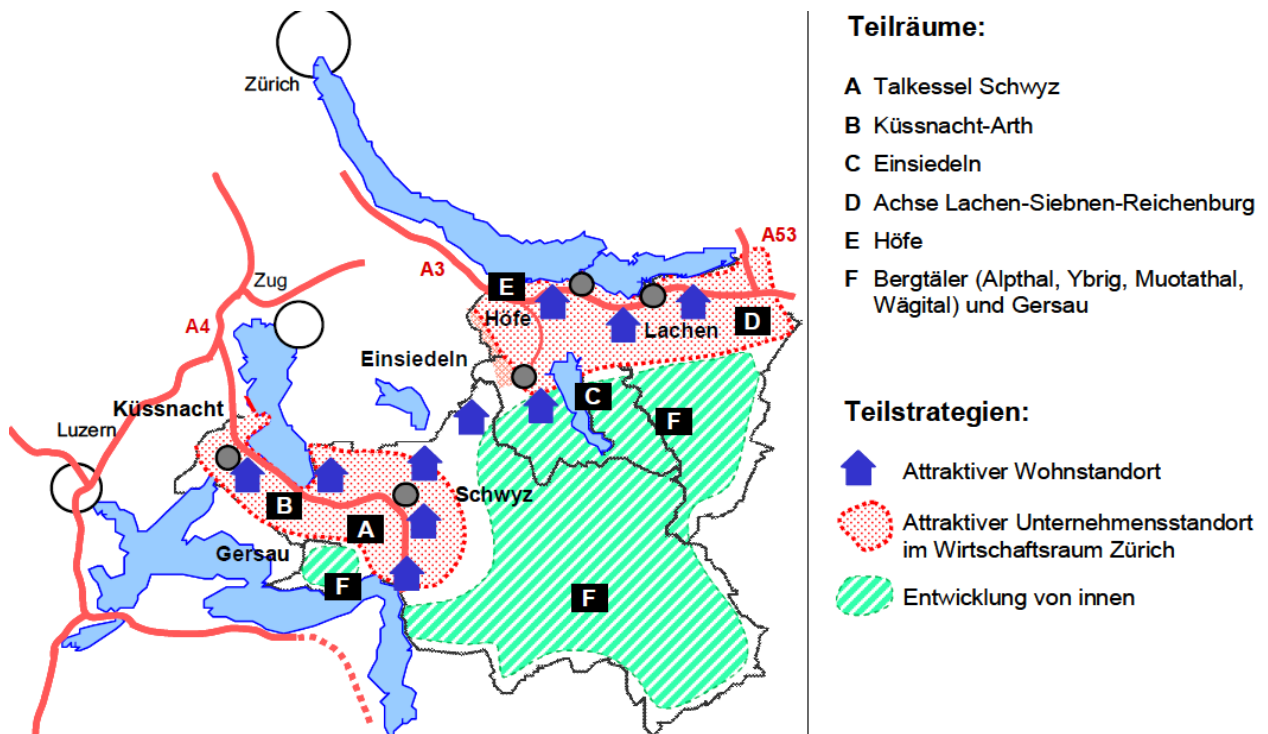 Zürich
A53
A3
E
Höfe
Lachen
D
Zug
A4
Einsiedeln
C
F
Küssnacht
Luzern
Schwyz
B
A
Gersau
F
F
Teilräume:
A Talkessel Schwyz
B Küssnacht-Arth
C Einsiedeln
D Achse Lachen-Siebnen-Reichenburg
E Höfe
F Bergtäler (Alpthal, Ybrig, Muotathal,
Wägital) und Gersau
Teilstrategien:
Attraktiver Wohnstandort
Attraktiver Unternehmensstandort
im Wirtschaftsraum Zürich
Entwicklung von innen